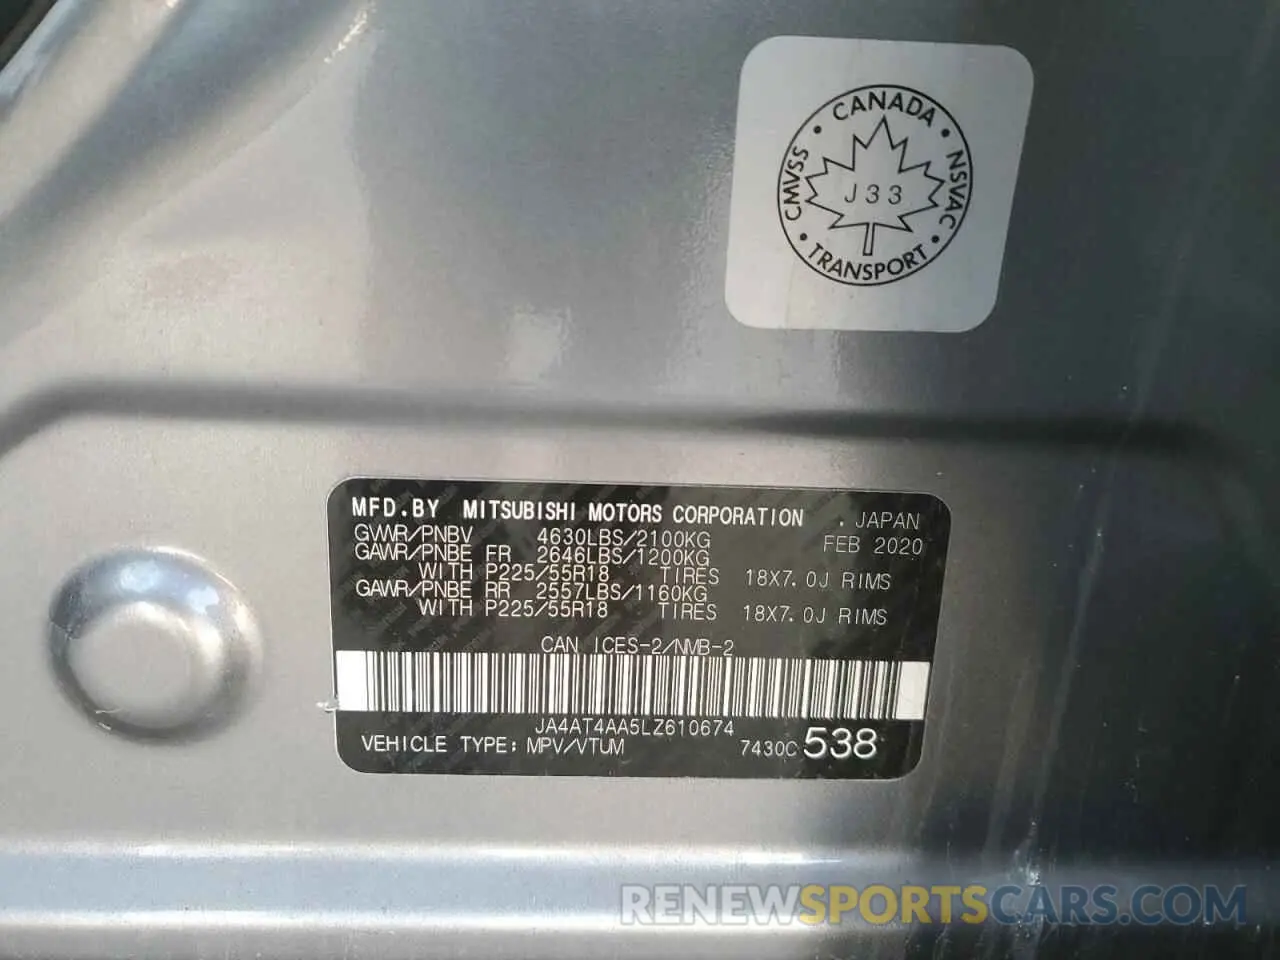 CANADA
CMVSS
NSVAC
J33
TRANSPORT
MFD.BY MITSUBISHI MOTORS CORPORATION . JAPAN
GVWR/PNBV 4630LBS/2100KG FEB 2020
GAWR/PNBE FR 2646LBS/1200KG
WITH P225/55R18 TIRES 18X7.0J RIMS
GAWR/PNBE RR 2557LBS/1160KG
WITH P225/55R18 TIRES 18X7.0J RIMS
CAN ICES-2/NMB-2
JA4AT4AA5LZ610674
VEHICLE TYPE: MPV/VTUM 7430C 538
RENEWSPORTSCARS.COM